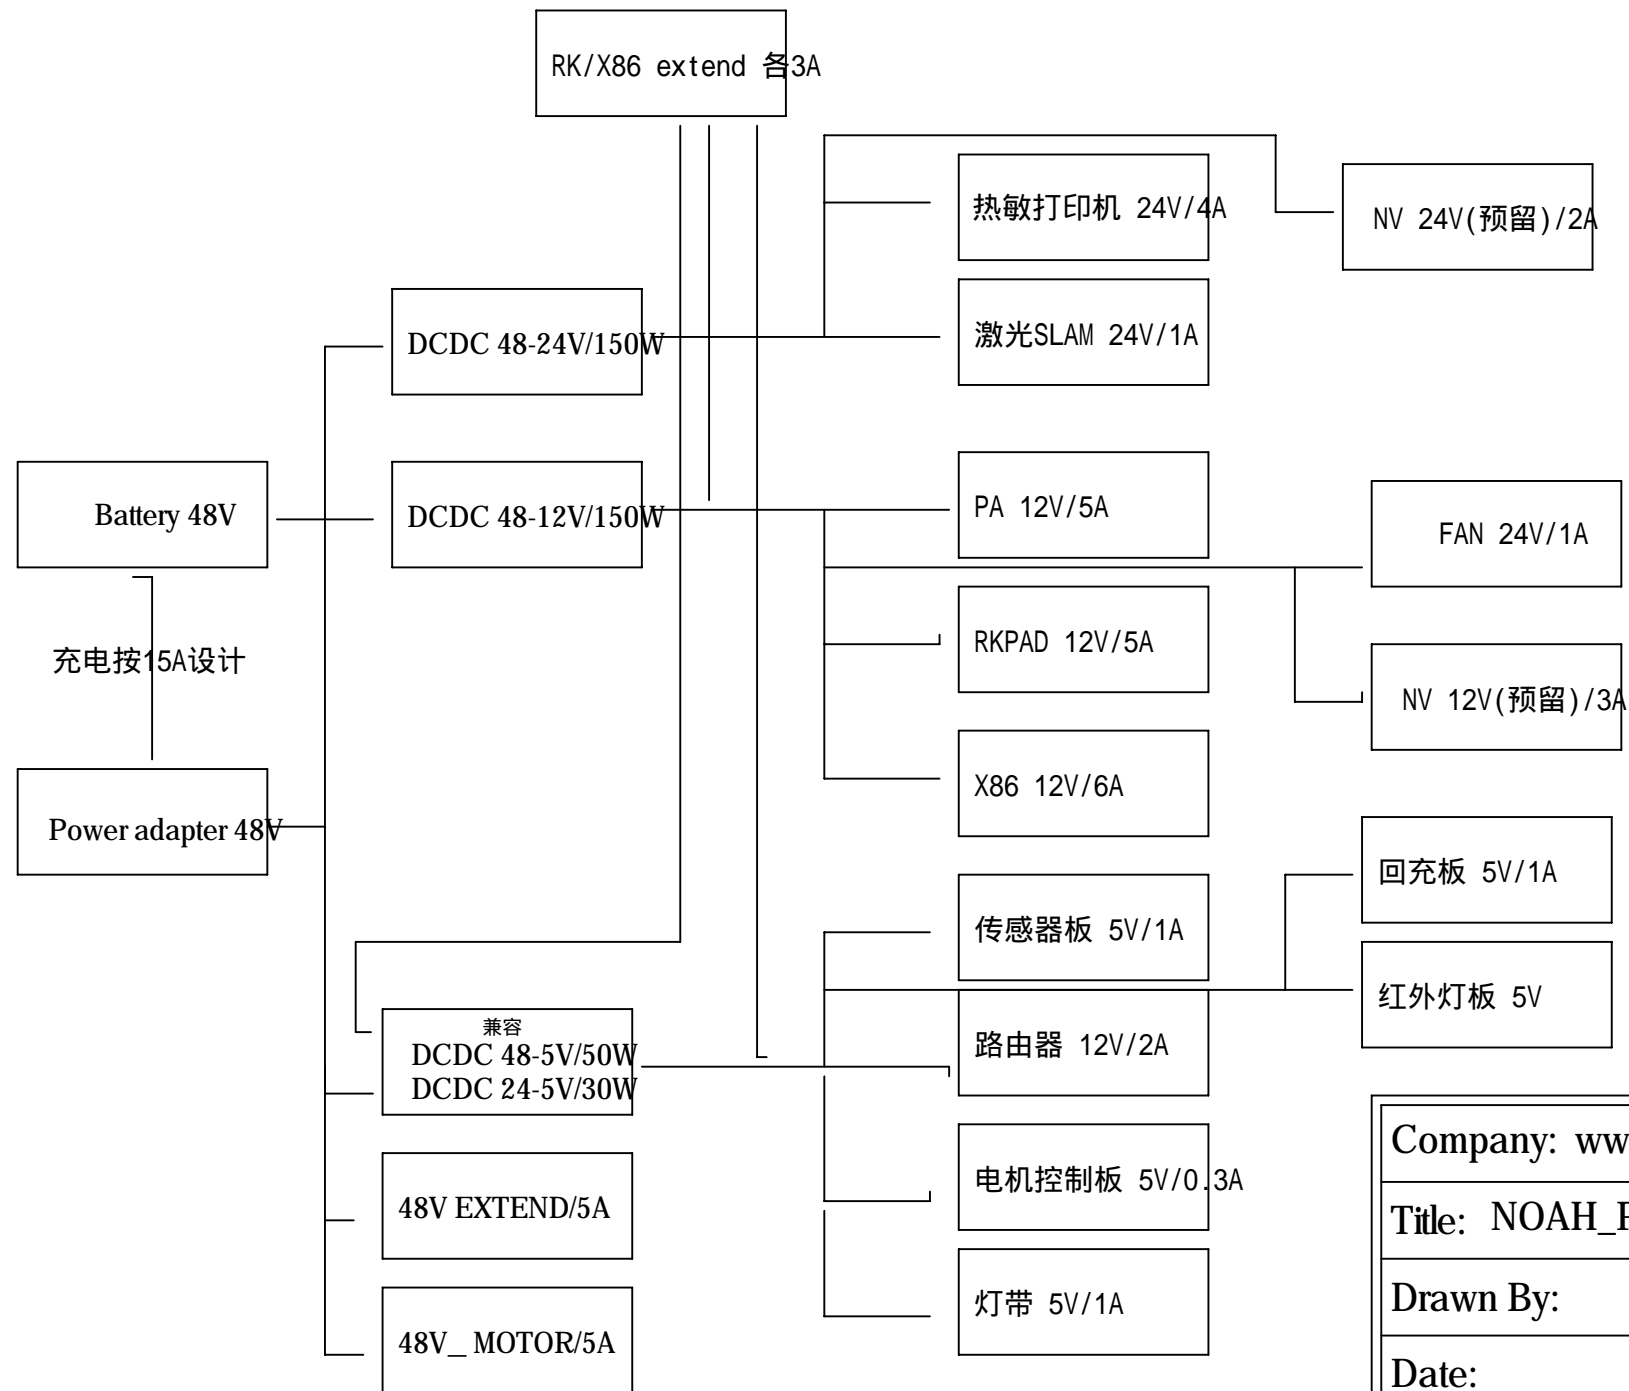 RK/X86 extend 各3A
热敏打印机 24V/4A
NV 24V(预留)/2A
激光SLAM 24V/1A
DCDC 48-24V/150W
Battery 48V
DCDC 48-12V/150W
PA 12V/5A
FAN 24V/1A
充电按15A设计
RKPAD 12V/5A
NV 12V(预留)/3A
X86 12V/6A
Power adapter 48V
回充板 5V/1A
传感器板 5V/1A
红外灯板 5V
兼容
DCDC 48-5V/50W
DCDC 24-5V/30W
路由器 12V/2A
电机控制板 5V/0.3A
48V EXTEND/5A
灯带 5V/1A
48V_ MOTOR/5A
Company: ww
Title: NOAH_
Drawn By:
Date: